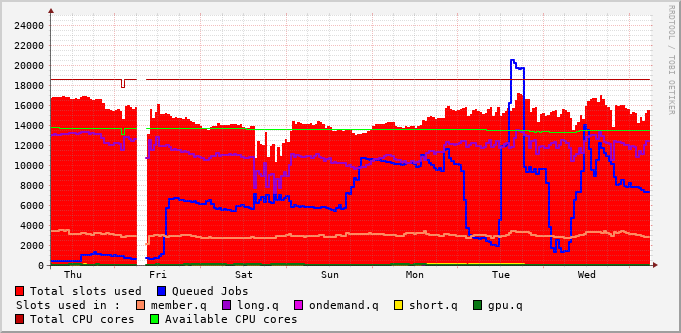 RRDTOOL / TOBI OETIKER
24000
22000
20000
18000
16000
14000
12000
10000
8000
6000
4000
2000
0
Thu Fri Sat Sun Mon Tue Wed
Total slots used Queued Jobs
Slots used in : member.q long.q ondemand.q short.q gpu.q
Total CPU cores Available CPU cores